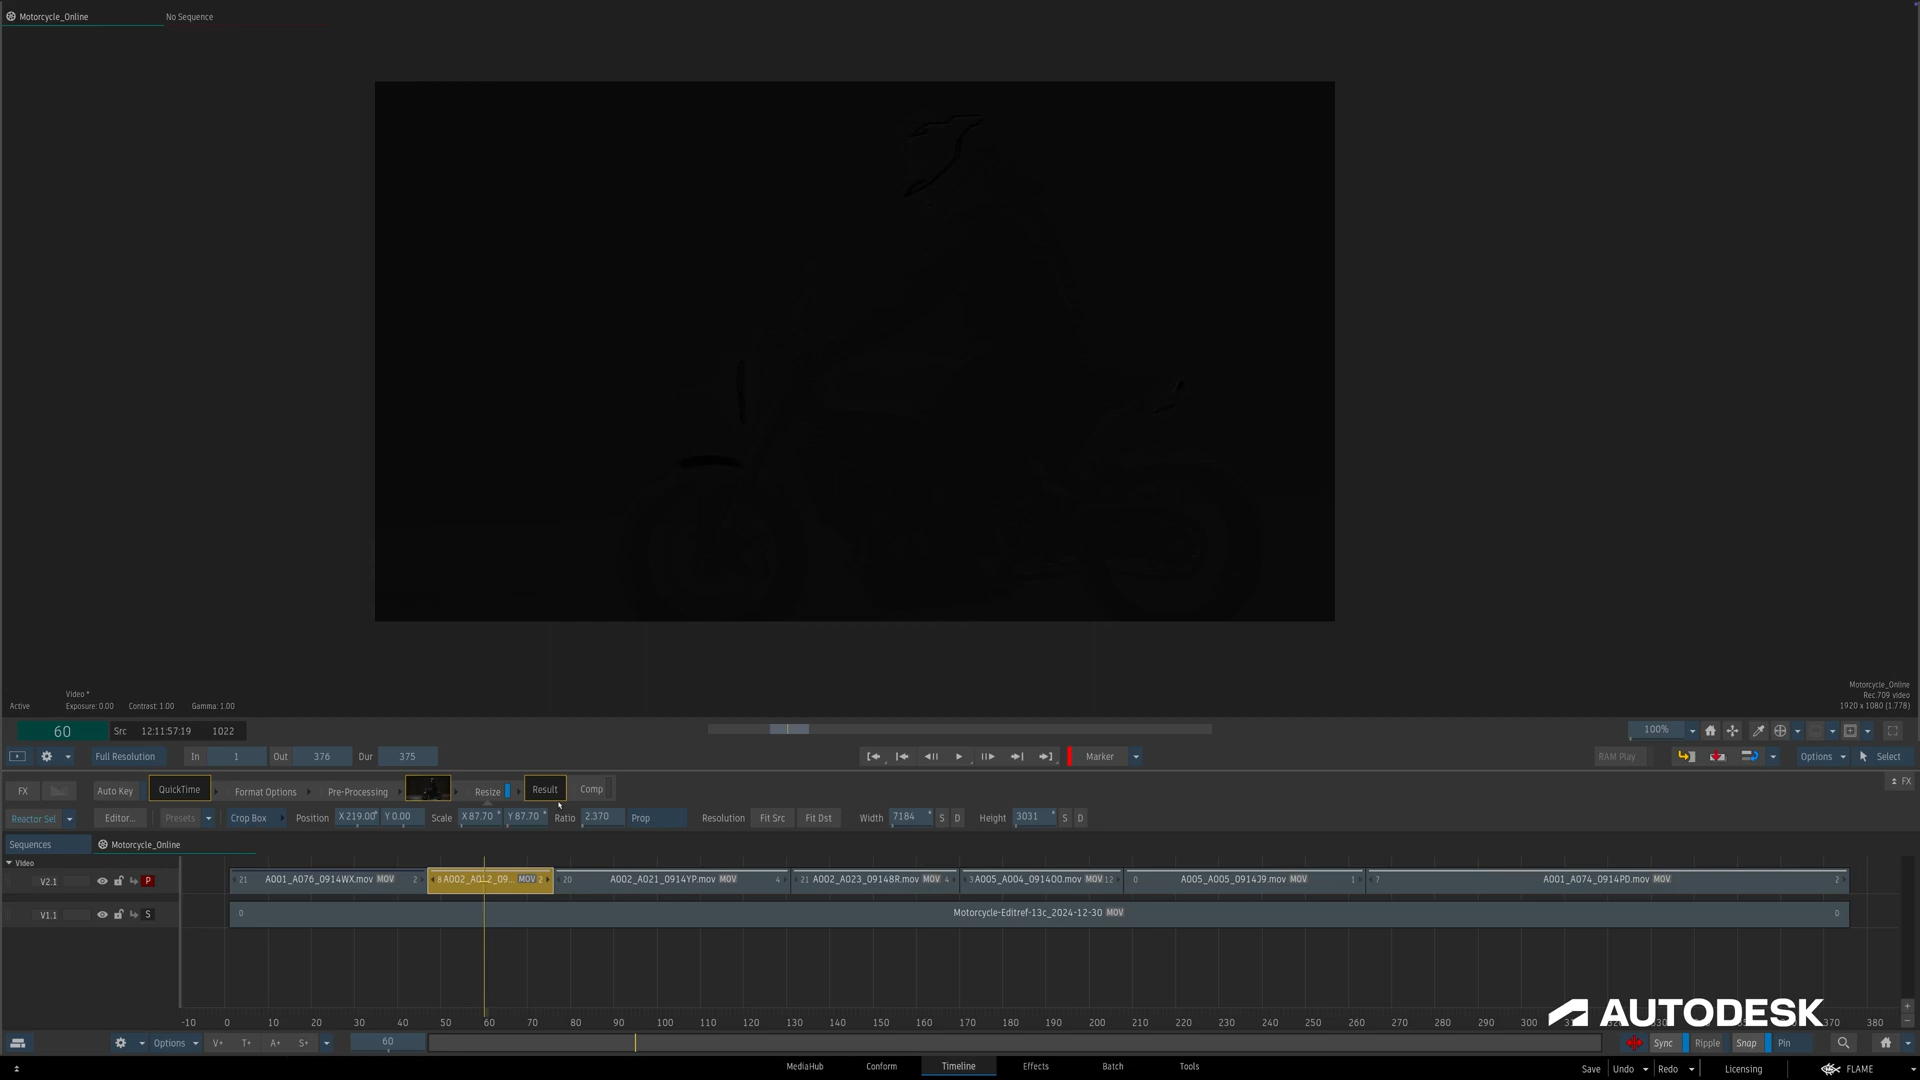 Motorcycle_Online No Sequence
Video *
Active Exposure: 0.00 Contrast: 1.00 Gamma: 1.00
Motorcycle_Online
Rec.709 video
1920 x 1080 (1.778)
60 Src 12:11:57:19 1022 100%
Full Resolution In 1 Out 376 Dur 375 Marker RAM Play Options Select
FX Auto Key QuickTime Format Options Pre-Processing Resize Result Comp FX
Reactor Sel Editor... Presets Crop Box Position X 219.00 Y 0.00 Scale X 87.70 Y 87.70 Ratio 2.370 Prop Resolution Fit Src Fit Dst Width 7184 S D Height 3031 S D
Sequences Motorcycle_Online
Video
V2.1 P 21 A001_A076_0914WX.mov MOV 2 8 A002_A012_09... MOV 2 20 A002_A021_0914YP.mov MOV 4 21 A002_A023_09148R.mov MOV 4 3 A005_A004_0914O0.mov MOV 12 0 A005_A005_0914J9.mov MOV 1 7 A001_A074_0914PD.mov MOV 2
V1.1 S 0 Motorcycle-Editref-13c_2024-12-30 MOV 0
AUTODESK
-10 0 10 20 30 40 50 60 70 80 90 100 110 120 130 140 150 160 170 180 190 200 210 220 230 240 250 260 270 280 290 300 310 370 380
Options V+ T+ A+ S+ 60 Sync Ripple Snap Pin
MediaHub Conform Timeline Effects Batch Tools Save Undo Redo Licensing FLAME